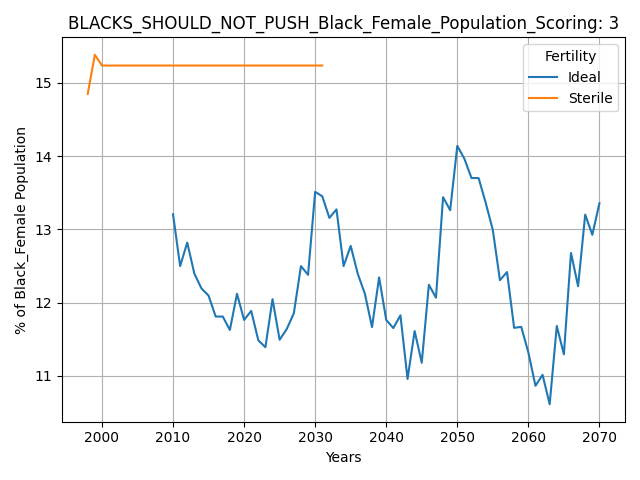 BLACKS_SHOULD_NOT_PUSH_Black_Female_Population_Scoring: 3
% of Black_Female Population
15
14
13
12
11
Fertility
Ideal
Sterile
2000 2010 2020 2030 2040 2050 2060 2070
Years